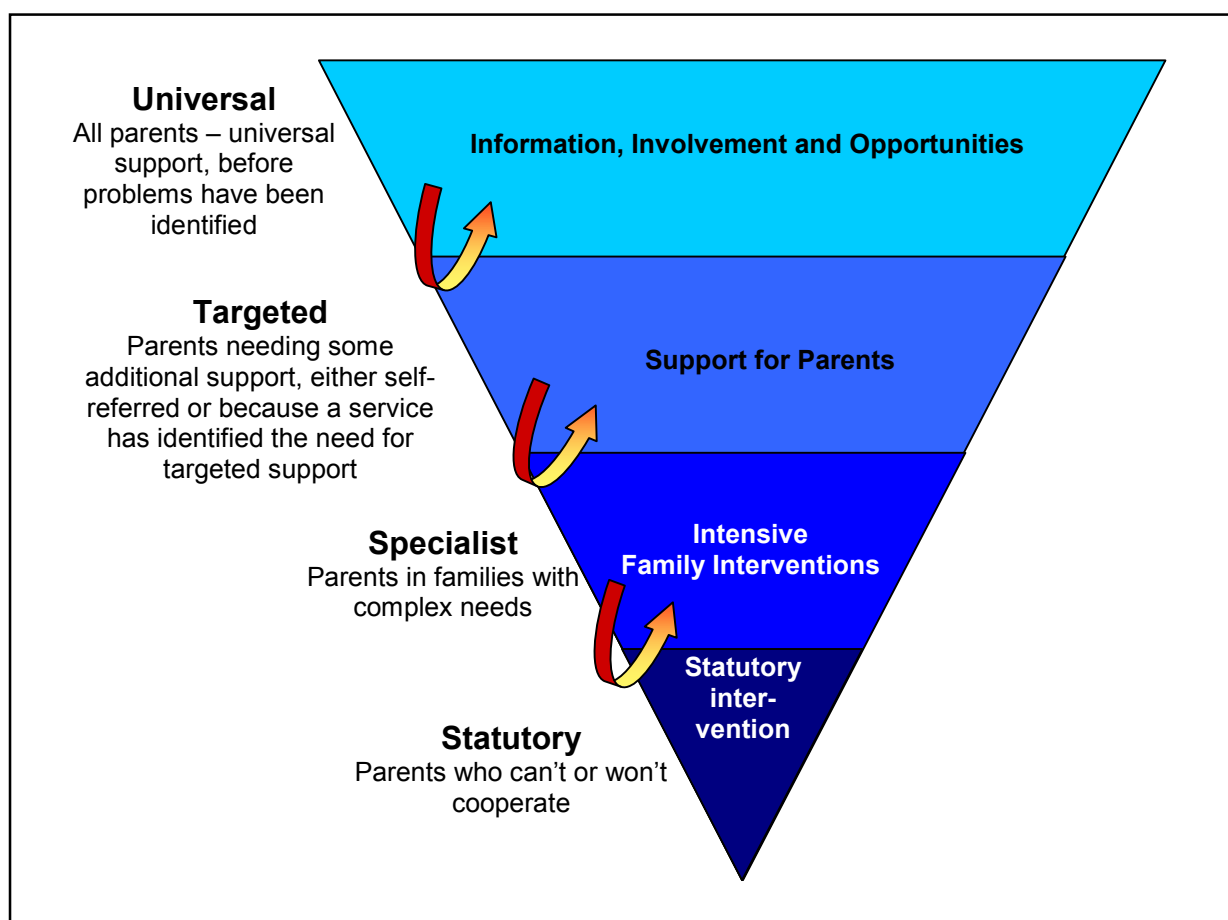 Universal
All parents – universal
support, before
problems have been
identified
Information, Involvement and Opportunities
Targeted
Parents needing some
additional support, either self-
referred or because a service
has identified the need for
targeted support
Support for Parents
Specialist
Parents in families with
complex needs
Intensive
Family Interventions
Statutory
Parents who can’t or won’t
cooperate
Statutory
inter-
vention